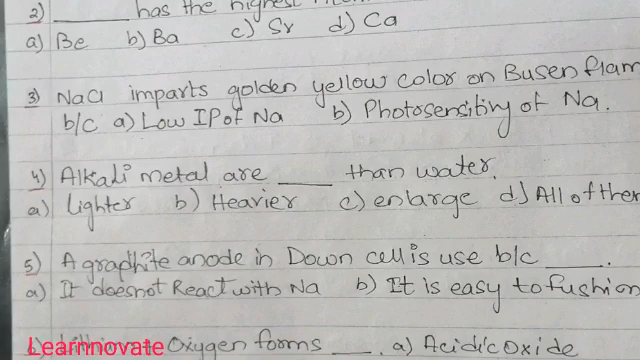 2) ______ has the highest
a) Be b) Ba c) Sr d) Ca
3) NaCl imparts golden yellow color on Busen flam
b/c a) Low IP of Na b) Photosensitivy of Na.
4) Alkali metal are ____ than water.
a) Lighter b) Heavier c) enlarge d) All of ther
5) A graphite anode in Down cell is use b/c ____.
a) It doesnot React with Na b) It is easy to fushion
Oxygen forms __. a) Acidic Oxide
Learnnovate